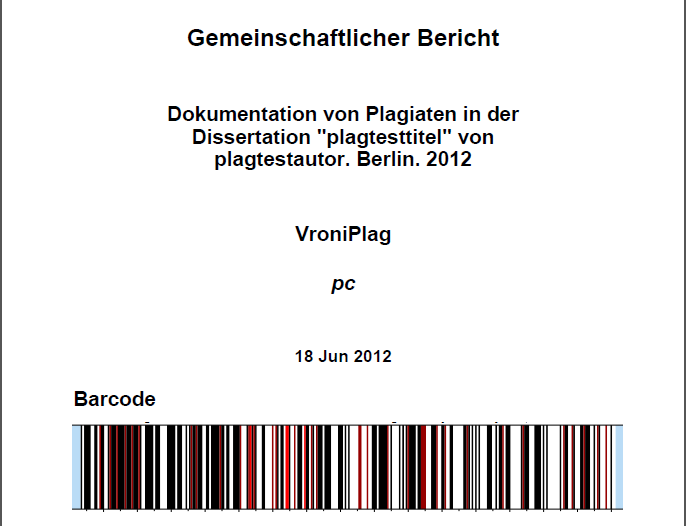 Gemeinschaftlicher Bericht
Dokumentation von Plagiaten in der
Dissertation "plagtesttitel" von
plagtestautor. Berlin. 2012
VroniPlag
pc
18 Jun 2012
Barcode